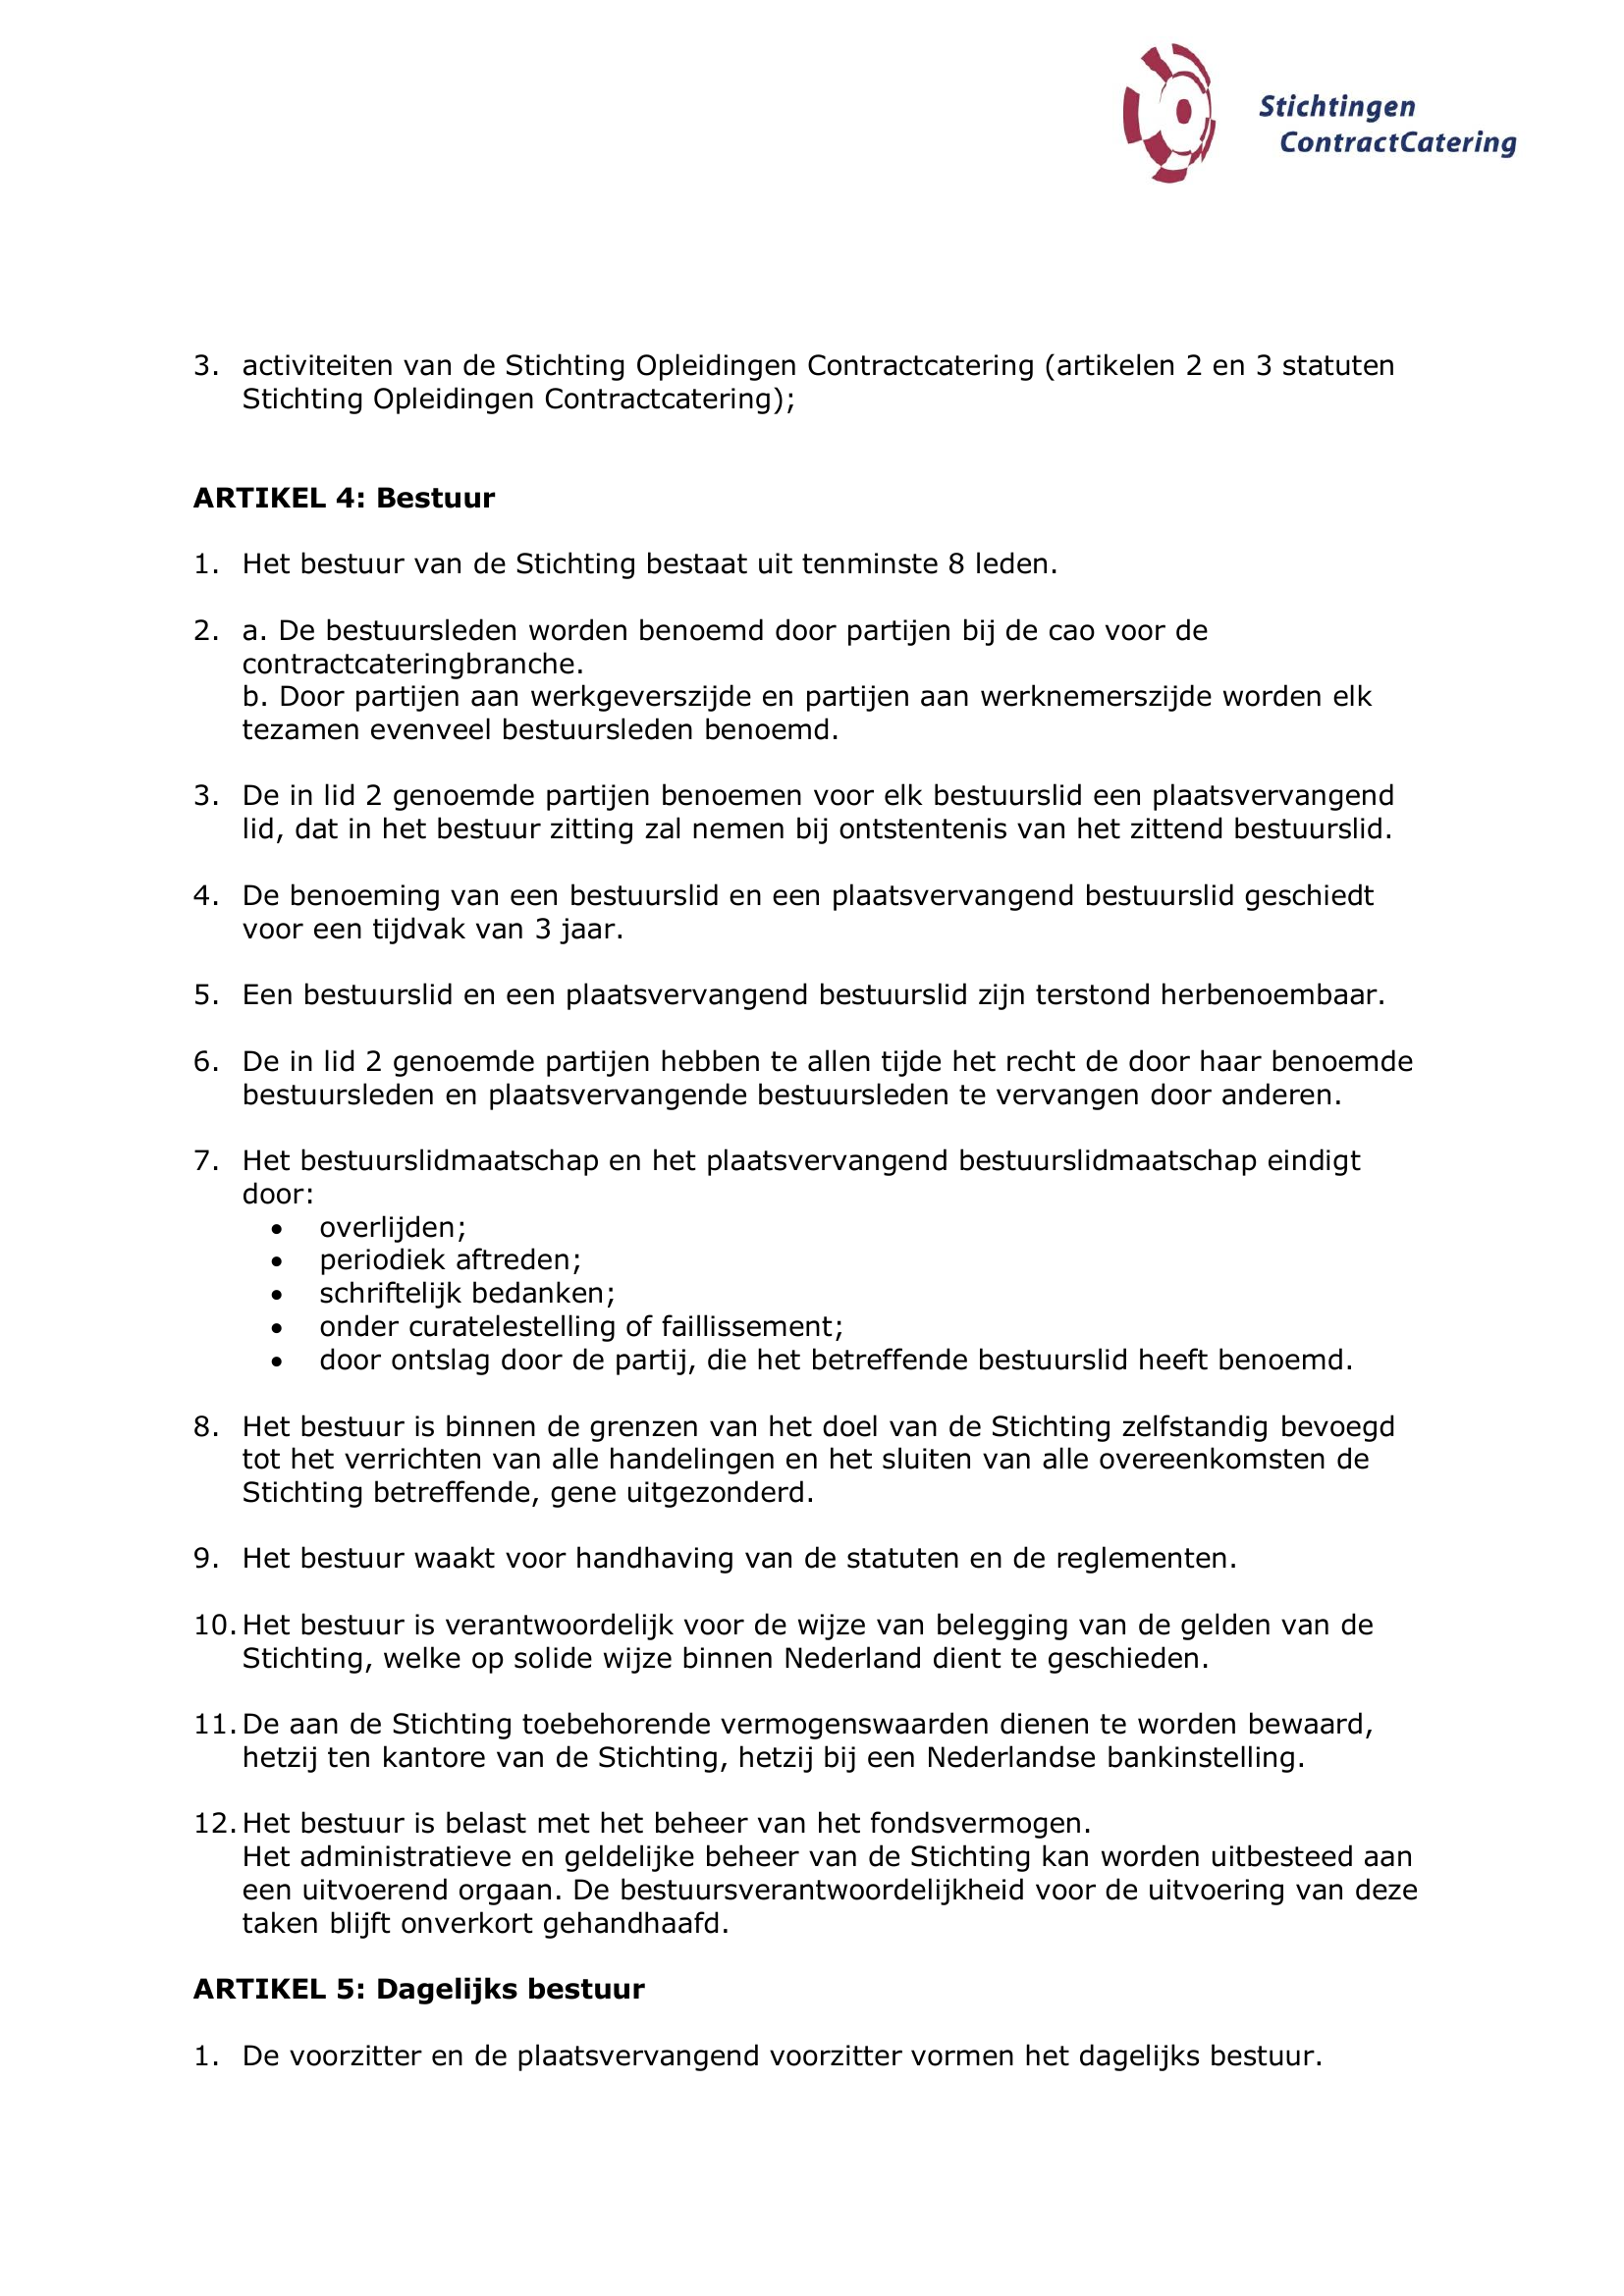 Stichtingen
ContractCatering
3. activiteiten van de Stichting Opleidingen Contractcatering (artikelen 2 en 3 statuten
Stichting Opleidingen Contractcatering);
ARTIKEL 4: Bestuur
1. Het bestuur van de Stichting bestaat uit tenminste 8 leden.
2. a. De bestuursleden worden benoemd door partijen bij de cao voor de
contractcateringbranche.
b. Door partijen aan werkgeverszijde en partijen aan werknemerszijde worden elk
tezamen evenveel bestuursleden benoemd.
3. De in lid 2 genoemde partijen benoemen voor elk bestuurslid een plaatsvervangend
lid, dat in het bestuur zitting zal nemen bij ontstentenis van het zittend bestuurslid.
4. De benoeming van een bestuurslid en een plaatsvervangend bestuurslid geschiedt
voor een tijdvak van 3 jaar.
5. Een bestuurslid en een plaatsvervangend bestuurslid zijn terstond herbenoembaar.
6. De in lid 2 genoemde partijen hebben te allen tijde het recht de door haar benoemde
bestuursleden en plaatsvervangende bestuursleden te vervangen door anderen.
7. Het bestuurslidmaatschap en het plaatsvervangend bestuurslidmaatschap eindigt
door:
• overlijden;
• periodiek aftreden;
• schriftelijk bedanken;
• onder curatelestelling of faillissement;
• door ontslag door de partij, die het betreffende bestuurslid heeft benoemd.
8. Het bestuur is binnen de grenzen van het doel van de Stichting zelfstandig bevoegd
tot het verrichten van alle handelingen en het sluiten van alle overeenkomsten de
Stichting betreffende, gene uitgezonderd.
9. Het bestuur waakt voor handhaving van de statuten en de reglementen.
10. Het bestuur is verantwoordelijk voor de wijze van belegging van de gelden van de
Stichting, welke op solide wijze binnen Nederland dient te geschieden.
11. De aan de Stichting toebehorende vermogenswaarden dienen te worden bewaard,
hetzij ten kantore van de Stichting, hetzij bij een Nederlandse bankinstelling.
12. Het bestuur is belast met het beheer van het fondsvermogen.
Het administratieve en geldelijke beheer van de Stichting kan worden uitbesteed aan
een uitvoerend orgaan. De bestuursverantwoordelijkheid voor de uitvoering van deze
taken blijft onverkort gehandhaafd.
ARTIKEL 5: Dagelijks bestuur
1. De voorzitter en de plaatsvervangend voorzitter vormen het dagelijks bestuur.